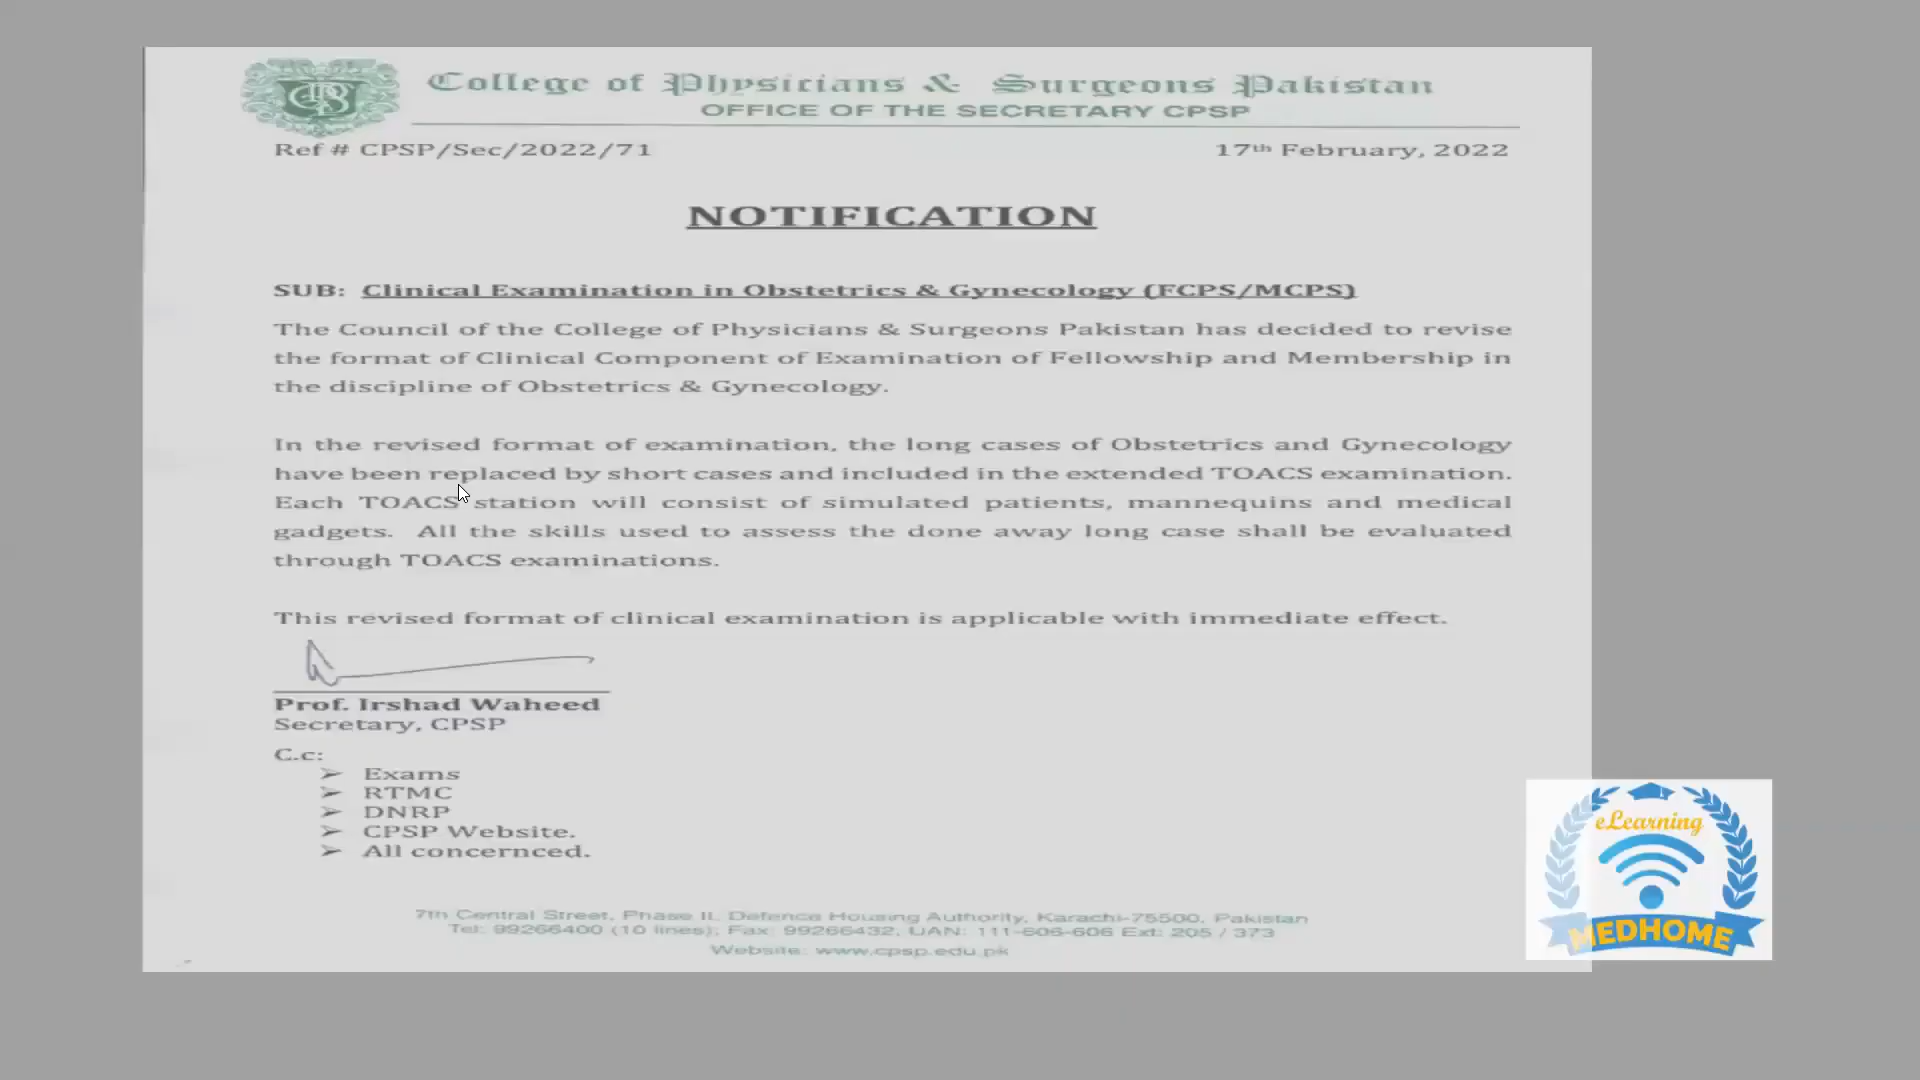 College of Physicians & Surgeons Pakistan
OFFICE OF THE SECRETARY CPSP
Ref # CPSP/Sec/2022/71
17th February, 2022
NOTIFICATION
SUB: Clinical Examination in Obstetrics & Gynecology (FCPS/MCPS)
The Council of the College of Physicians & Surgeons Pakistan has decided to revise
the format of Clinical Component of Examination of Fellowship and Membership in
the discipline of Obstetrics & Gynecology.
In the revised format of examination, the long cases of Obstetrics and Gynecology
have been replaced by short cases and included in the extended TOACS examination.
Each TOACS station will consist of simulated patients, mannequins and medical
gadgets. All the skills used to assess the done away long case shall be evaluated
through TOACS examinations.
This revised format of clinical examination is applicable with immediate effect.
Prof. Irshad Waheed
Secretary, CPSP
C.c:
➤ Exams
➤ RTMC
➤ DNRP
➤ CPSP Website.
➤ All concernced.
7th Central Street, Phase II, Defence Housing Authority, Karachi-75500, Pakistan
Tel: 99266400 (10 lines), Fax: 99266432, UAN: 111-606-606 Ext: 205 / 373
Website: www.cpsp.edu.pk
eLearning
MEDHOME